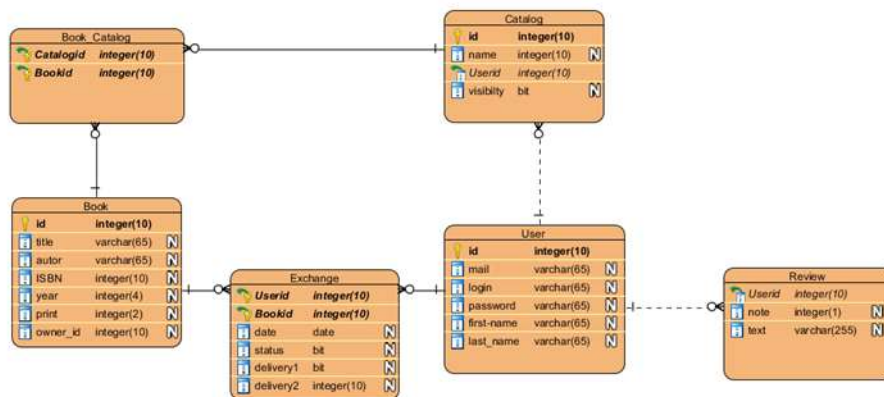 Book_Catalog
Catalogid integer(10)
Bookid integer(10)
Catalog
id integer(10)
name integer(10) N
Userid integer(10)
visibilty bit N
Book
id integer(10)
title varchar(65) N
autor varchar(65) N
ISBN integer(10) N
year integer(4) N
print integer(2) N
owner_id integer(10) N
Exchange
Userid integer(10)
Bookid integer(10)
date date N
status bit N
delivery1 bit N
delivery2 integer(10) N
User
id integer(10)
mail varchar(65) N
login varchar(65) N
password varchar(65) N
first-name varchar(65) N
last_name varchar(65) N
Review
Userid integer(10)
note integer(1) N
text varchar(255) N